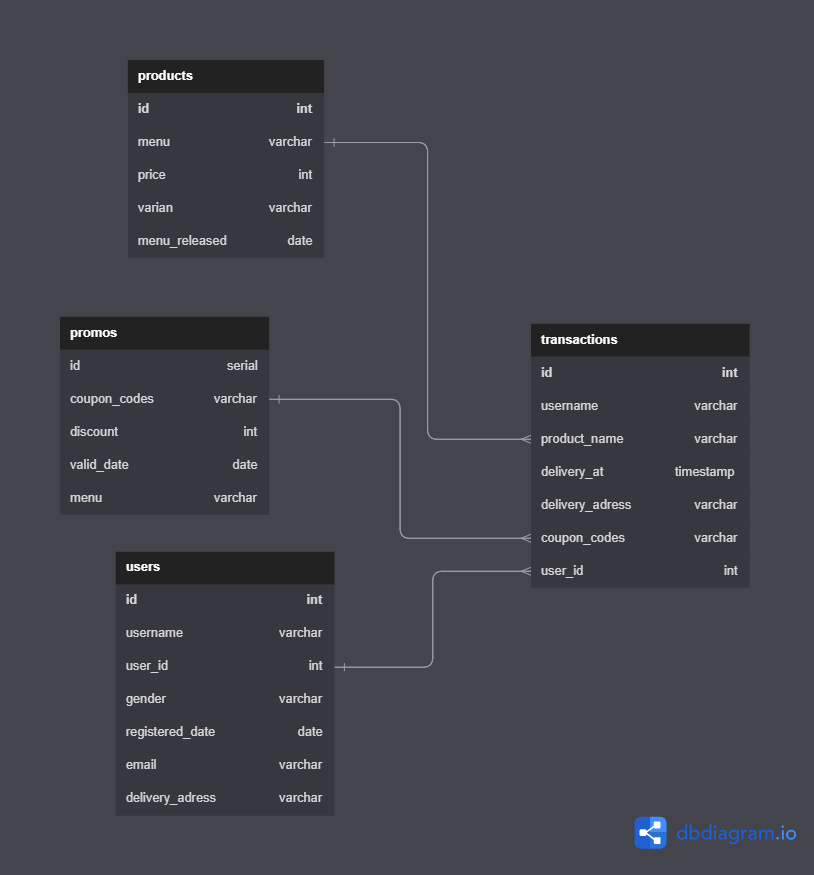 products
id int
menu varchar
price int
varian varchar
menu_released date
promos
id serial
coupon_codes varchar
discount int
valid_date date
menu varchar
transactions
id int
username varchar
product_name varchar
delivery_at timestamp
delivery_adress varchar
coupon_codes varchar
user_id int
users
id int
username varchar
user_id int
gender varchar
registered_date date
email varchar
delivery_adress varchar
dbdiagram.io